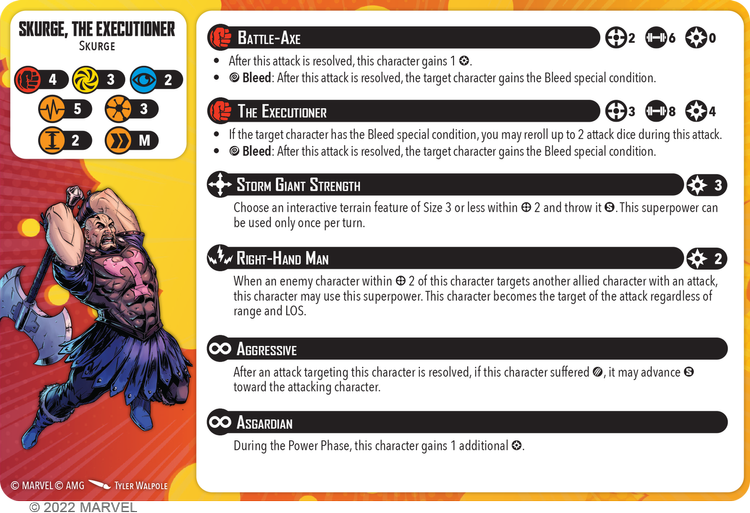 SKURGE, THE EXECUTIONER
SKURGE
4 3 2
5 3
2 M
BATTLE-AXE 2 6 0
• After this attack is resolved, this character gains 1 .
• Bleed: After this attack is resolved, the target character gains the Bleed special condition.
THE EXECUTIONER 3 8 4
• If the target character has the Bleed special condition, you may reroll up to 2 attack dice during this attack.
• Bleed: After this attack is resolved, the target character gains the Bleed special condition.
STORM GIANT STRENGTH 3
Choose an interactive terrain feature of Size 3 or less within 2 and throw it S. This superpower can
be used only once per turn.
RIGHT-HAND MAN 2
When an enemy character within 2 of this character targets another allied character with an attack,
this character may use this superpower. This character becomes the target of the attack regardless of
range and LOS.
AGGRESSIVE
After an attack targeting this character is resolved, if this character suffered , it may advance S
toward the attacking character.
ASGARDIAN
During the Power Phase, this character gains 1 additional .
© MARVEL © AMG TYLER WALPOLE
© 2022 MARVEL